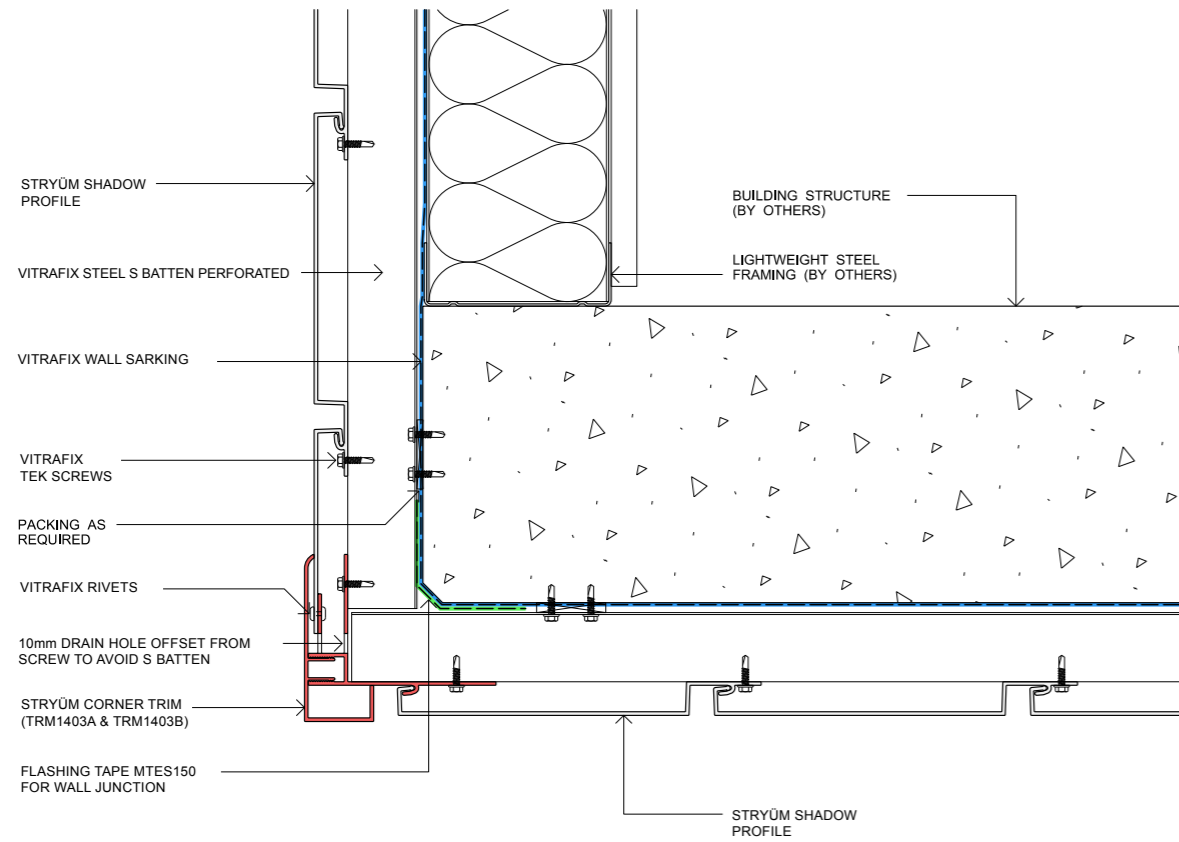 STRYÜM SHADOW
PROFILE
VITRAFIX STEEL S BATTEN PERFORATED
VITRAFIX WALL SARKING
VITRAFIX
TEK SCREWS
PACKING AS
REQUIRED
VITRAFIX RIVETS
10mm DRAIN HOLE OFFSET FROM
SCREW TO AVOID S BATTEN
STRYÜM CORNER TRIM
(TRM1403A & TRM1403B)
FLASHING TAPE MTES150
FOR WALL JUNCTION
BUILDING STRUCTURE
(BY OTHERS)
LIGHTWEIGHT STEEL
FRAMING (BY OTHERS)
STRYÜM SHADOW
PROFILE